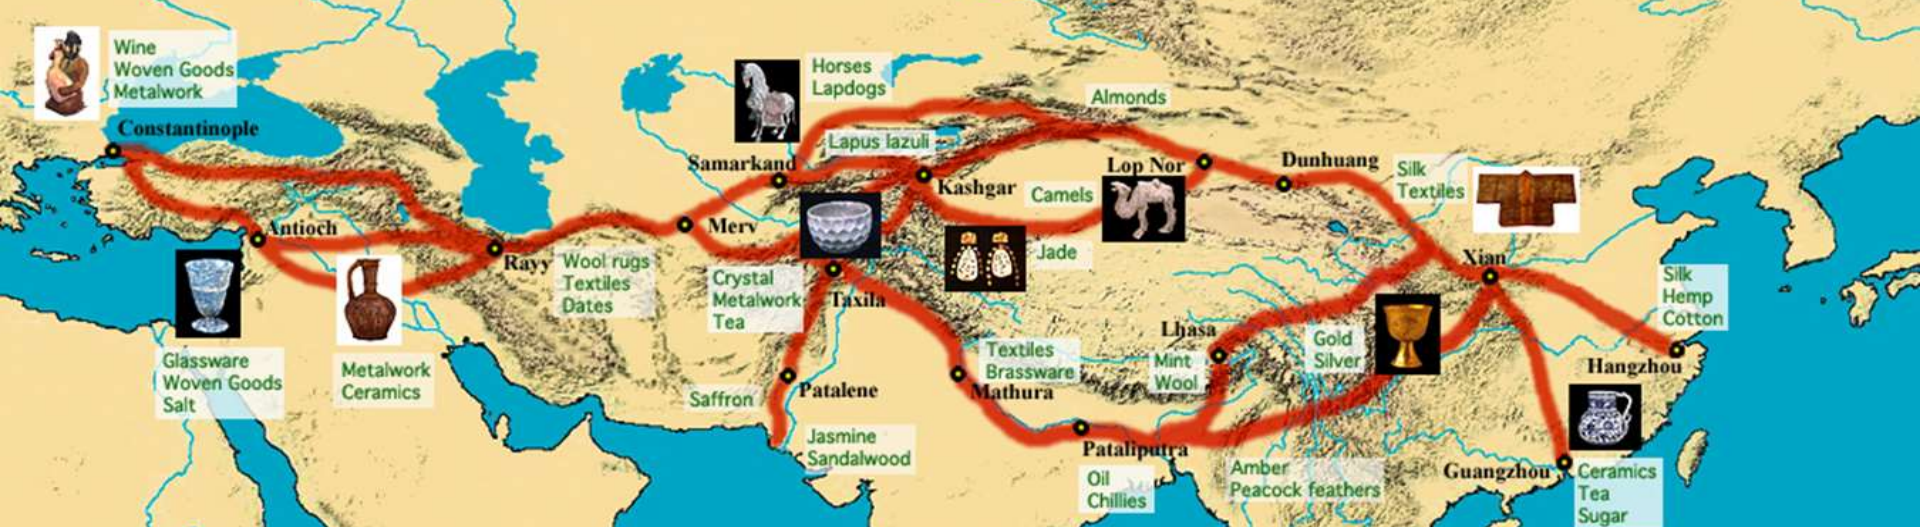 Wine
Woven Goods
Metalwork
Constantinople
Antioch
Glassware
Woven Goods
Salt
Metalwork
Ceramics
Rayy
Wool rugs
Textiles
Dates
Horses
Lapdogs
Lapus lazuli
Samarkand
Merv
Crystal
Metalwork
Tea
Taxila
Saffron
Patalene
Jasmine
Sandalwood
Almonds
Kashgar
Camels
Jade
Lop Nor
Dunhuang
Silk
Textiles
Xian
Textiles
Brassware
Mathura
Lhasa
Mint
Wool
Gold
Silver
Pataliputra
Oil
Chillies
Amber
Peacock feathers
Silk
Hemp
Cotton
Hangzhou
Guangzhou
Ceramics
Tea
Sugar